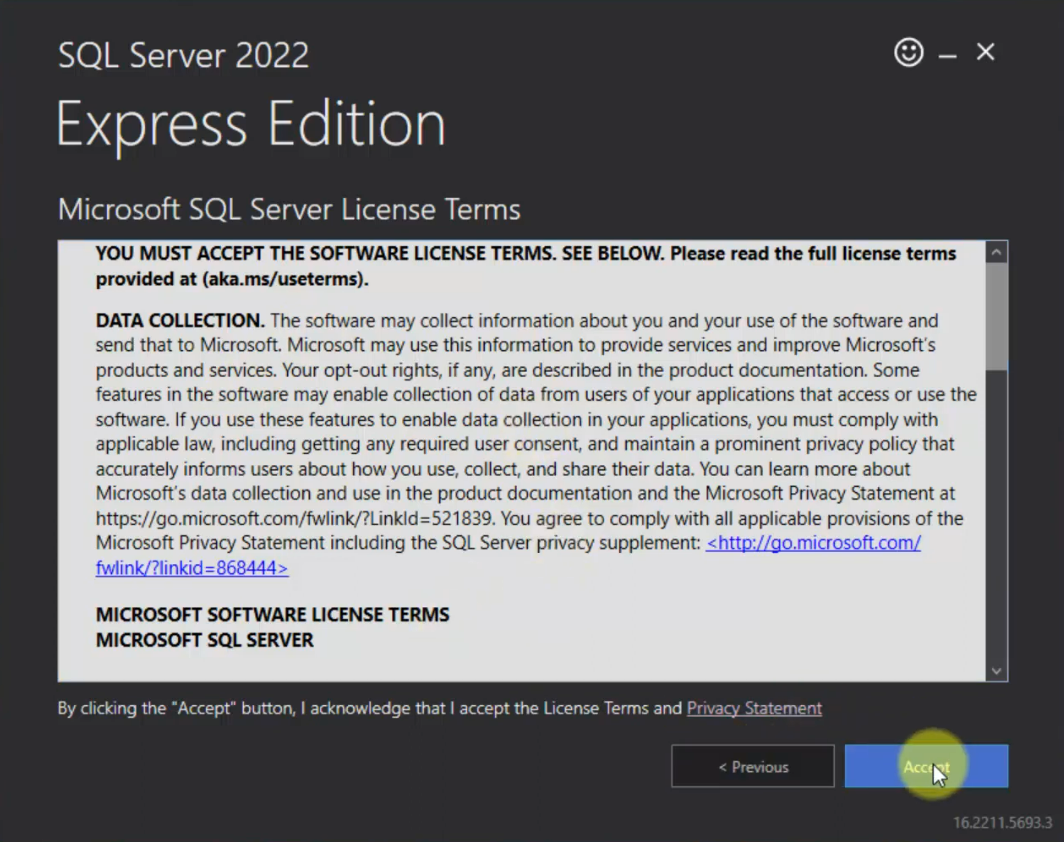 SQL Server 2022
Express Edition
Microsoft SQL Server License Terms
YOU MUST ACCEPT THE SOFTWARE LICENSE TERMS. SEE BELOW. Please read the full license terms
provided at (aka.ms/useterms).
DATA COLLECTION. The software may collect information about you and your use of the software and
send that to Microsoft. Microsoft may use this information to provide services and improve Microsoft's
products and services. Your opt-out rights, if any, are described in the product documentation. Some
features in the software may enable collection of data from users of your applications that access or use the
software. If you use these features to enable data collection in your applications, you must comply with
applicable law, including getting any required user consent, and maintain a prominent privacy policy that
accurately informs users about how you use, collect, and share their data. You can learn more about
Microsoft's data collection and use in the product documentation and the Microsoft Privacy Statement at
https://go.microsoft.com/fwlink/?LinkId=521839. You agree to comply with all applicable provisions of the
Microsoft Privacy Statement including the SQL Server privacy supplement: <http://go.microsoft.com/
fwlink/?linkid=868444>
MICROSOFT SOFTWARE LICENSE TERMS
MICROSOFT SQL SERVER
By clicking the "Accept" button, I acknowledge that I accept the License Terms and Privacy Statement
< Previous
Accept
16.2211.5693.3